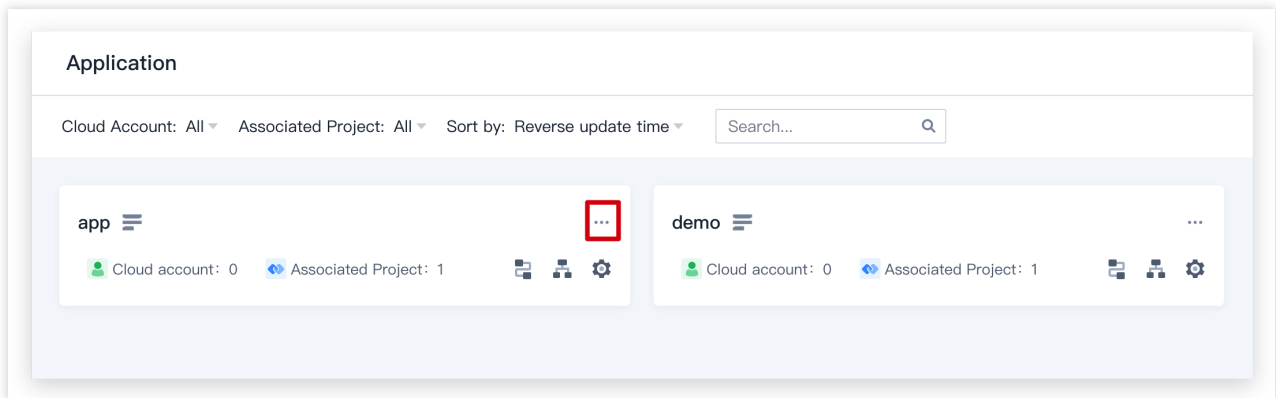 Application
Cloud Account: All Associated Project: All Sort by: Reverse update time Search...
app
Cloud account: 0 Associated Project: 1
demo
Cloud account: 0 Associated Project: 1